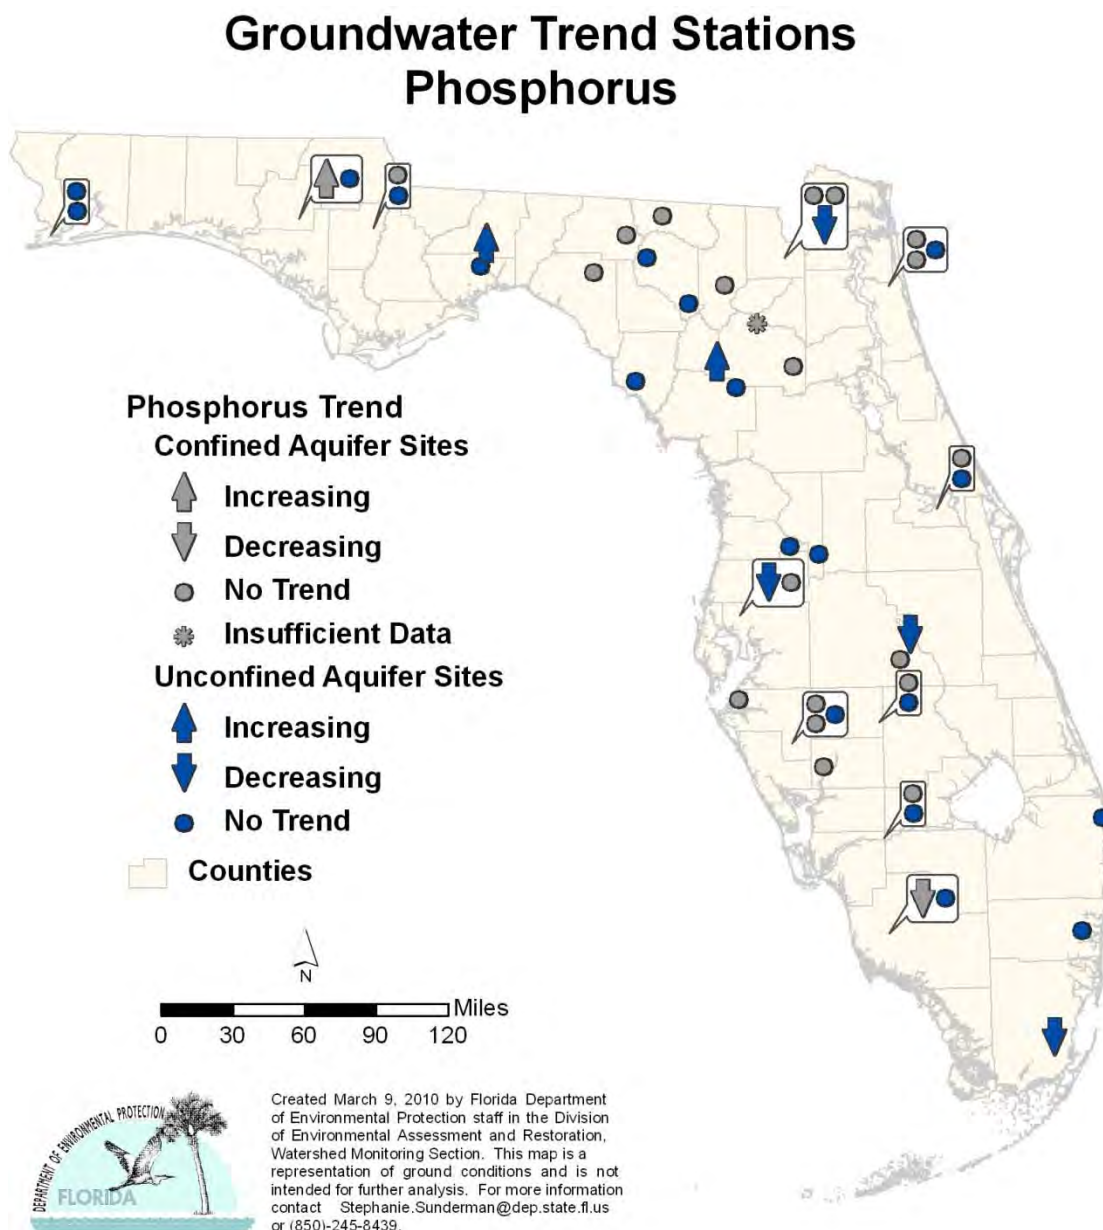 Groundwater Trend Stations
Phosphorus
Phosphorus Trend
Confined Aquifer Sites
Increasing
Decreasing
No Trend
Insufficient Data
Unconfined Aquifer Sites
Increasing
Decreasing
No Trend
Counties
N
Miles
0 30 60 90 120
DEPARTMENT OF ENVIRONMENTAL PROTECTION
FLORIDA
Created March 9, 2010 by Florida Department
of Environmental Protection staff in the Division
of Environmental Assessment and Restoration,
Watershed Monitoring Section. This map is a
representation of ground conditions and is not
intended for further analysis. For more information
contact Stephanie.Sunderman@dep.state.fl.us
or (850)-245-8439.